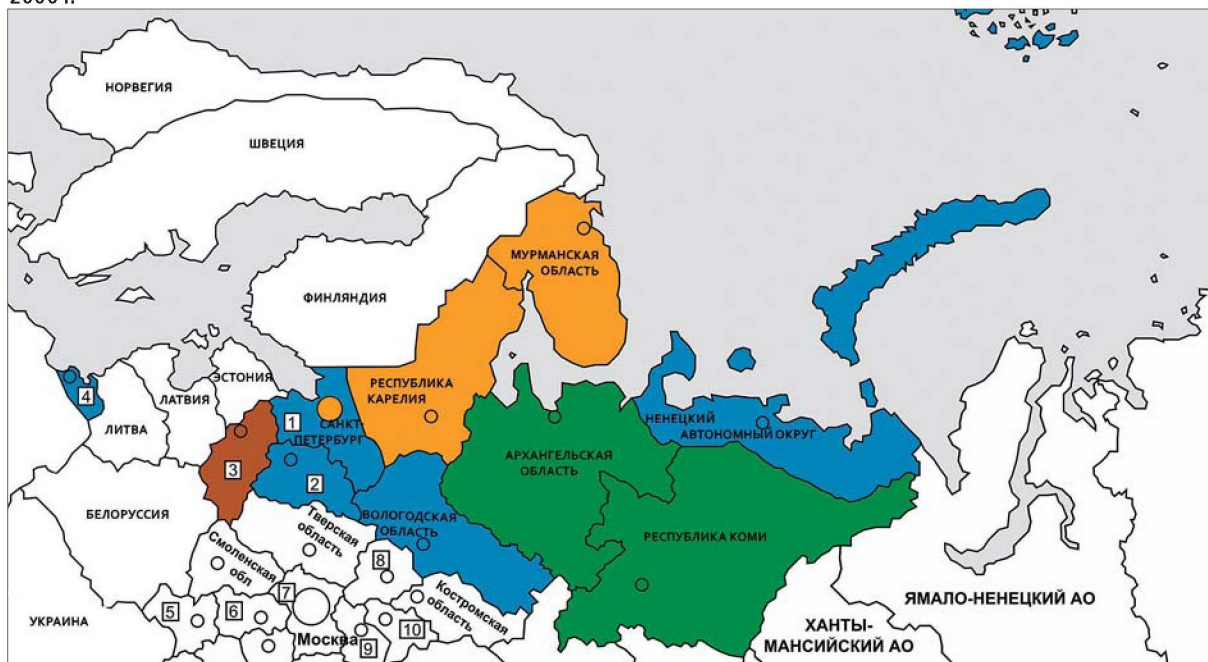 2000 г.
НОРВЕГИЯ
ШВЕЦИЯ
МУРМАНСКАЯ
ОБЛАСТЬ
ФИНЛЯНДИЯ
ЭСТОНИЯ
РЕСПУБЛИКА
КАРЕЛИЯ
4
ЛАТВИЯ
1
САНКТ-
ПЕТЕРБУРГ
НЕНЕЦКИЙ
АВТОНОМНЫЙ ОКРУГ
ЛИТВА
3
АРХАНГЕЛЬСКАЯ
ОБЛАСТЬ
2
БЕЛОРУССИЯ
ВОЛОГОДСКАЯ
ОБЛАСТЬ
Тверская
область
РЕСПУБЛИКА КОМИ
Смоленская
обл
8
7
Костромская
область
ЯМАЛО-НЕНЕЦКИЙ АО
5
6
УКРАИНА
Москва
9
10
ХАНТЫ-
МАНСИЙСКИЙ АО